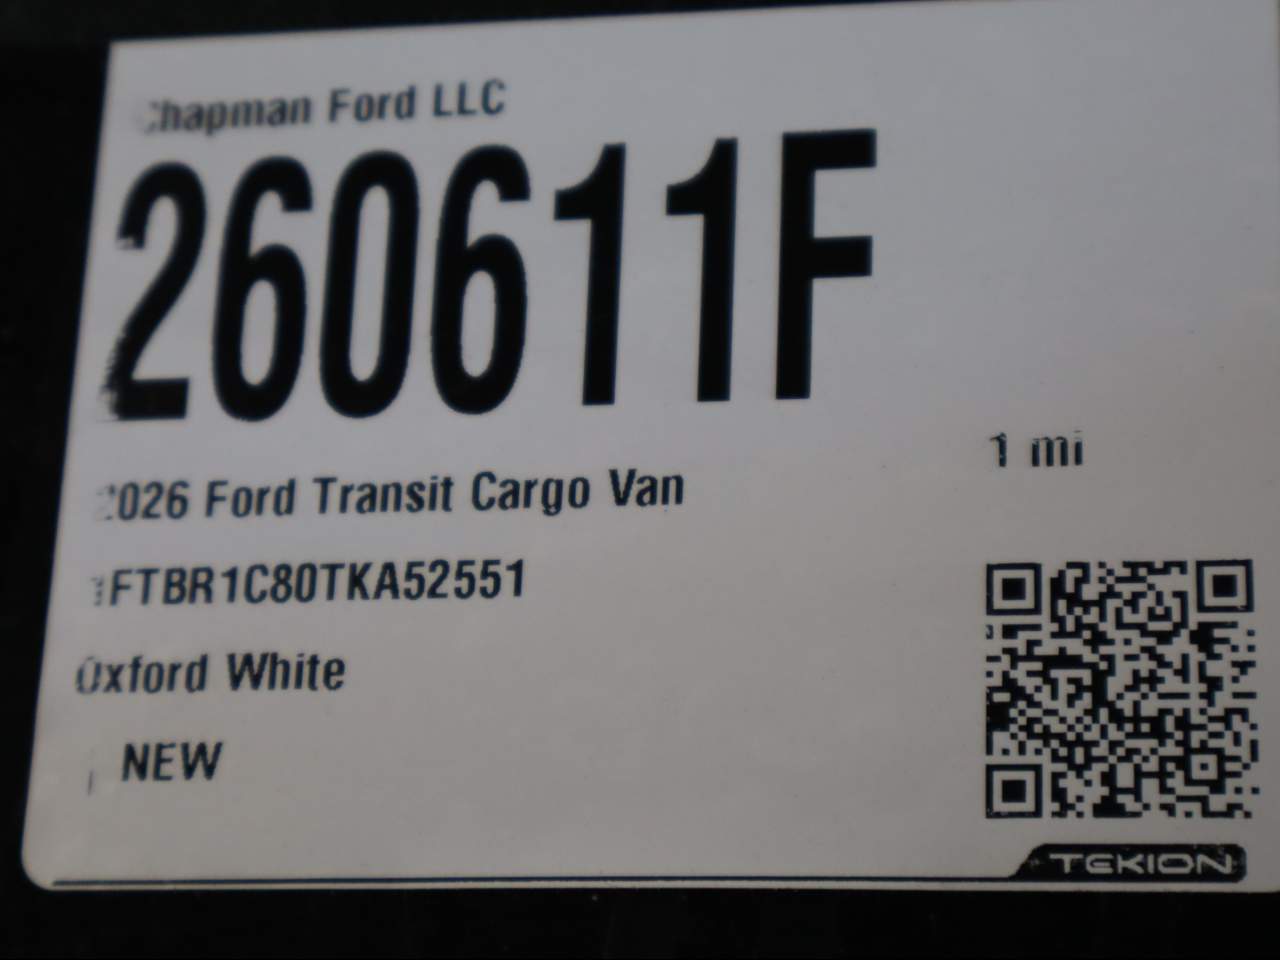 Chapman Ford LLC
260611F
1 mi
2026 Ford Transit Cargo Van
1FTBR1C80TKA52551
Oxford White
NEW
TEKION